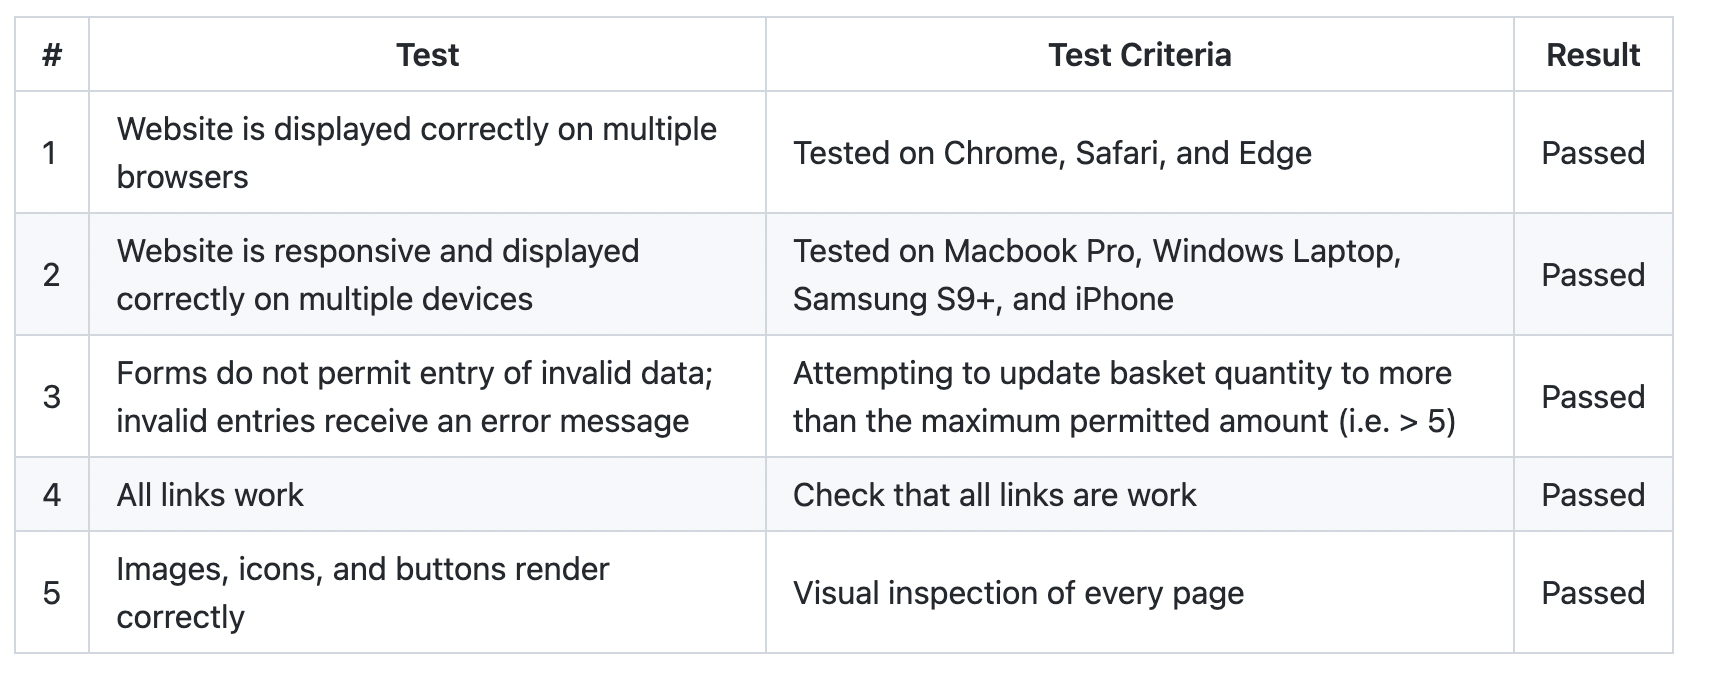 # Test Test Criteria Result
1 Website is displayed correctly on multiple
browsers Tested on Chrome, Safari, and Edge Passed
2 Website is responsive and displayed
correctly on multiple devices Tested on Macbook Pro, Windows Laptop,
Samsung S9+, and iPhone Passed
3 Forms do not permit entry of invalid data;
invalid entries receive an error message Attempting to update basket quantity to more
than the maximum permitted amount (i.e. > 5) Passed
4 All links work Check that all links are work Passed
5 Images, icons, and buttons render
correctly Visual inspection of every page Passed